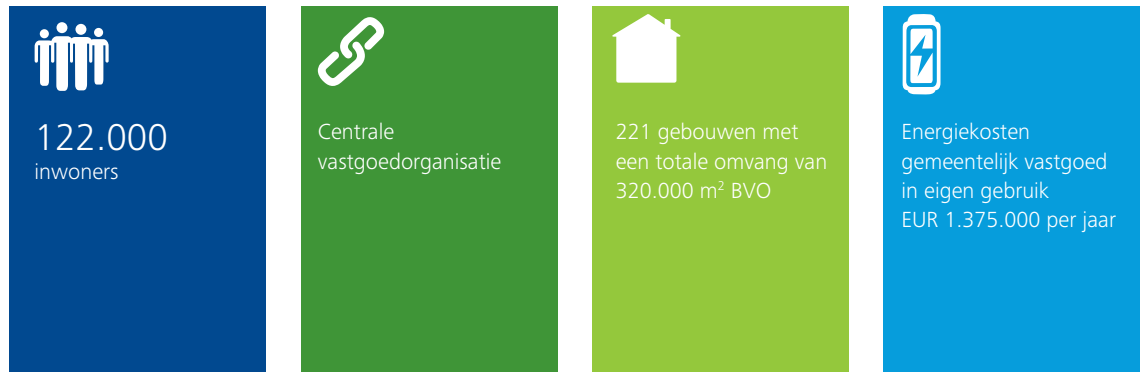 122.000
inwoners
Centrale
vastgoedorganisatie
221 gebouwen met
een totale omvang van
320.000 m² BVO
Energiekosten
gemeentelijk vastgoed
in eigen gebruik
EUR 1.375.000 per jaar